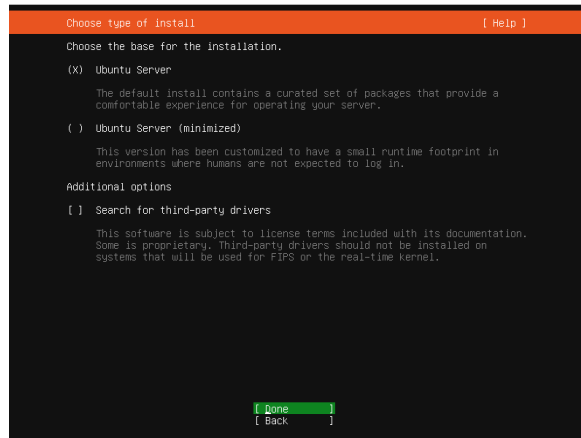 Choose type of install [ Help ]
Choose the base for the installation.
(X) Ubuntu Server
The default install contains a curated set of packages that provide a
comfortable experience for operating your server.
( ) Ubuntu Server (minimized)
This version has been customized to have a small runtime footprint in
environments where humans are not expected to log in.
Additional options
[ ] Search for third-party drivers
This software is subject to license terms included with its documentation.
Some is proprietary. Third-party drivers should not be installed on
systems that will be used for FIPS or the real-time kernel.
[ Done ]
[ Back ]